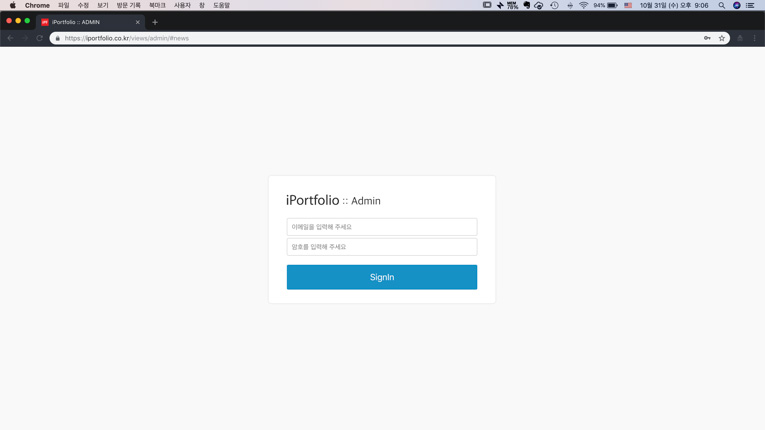 Chrome 파일 수정 보기 방문 기록 북마크 사용자 창 도움말 MEM 78% 94% 10월 31일 (수) 오후 9:06
iPortfolio :: ADMIN
https://iportfolio.co.kr/views/admin/#news
iPortfolio :: Admin
이메일을 입력해 주세요
암호를 입력해 주세요
SignIn